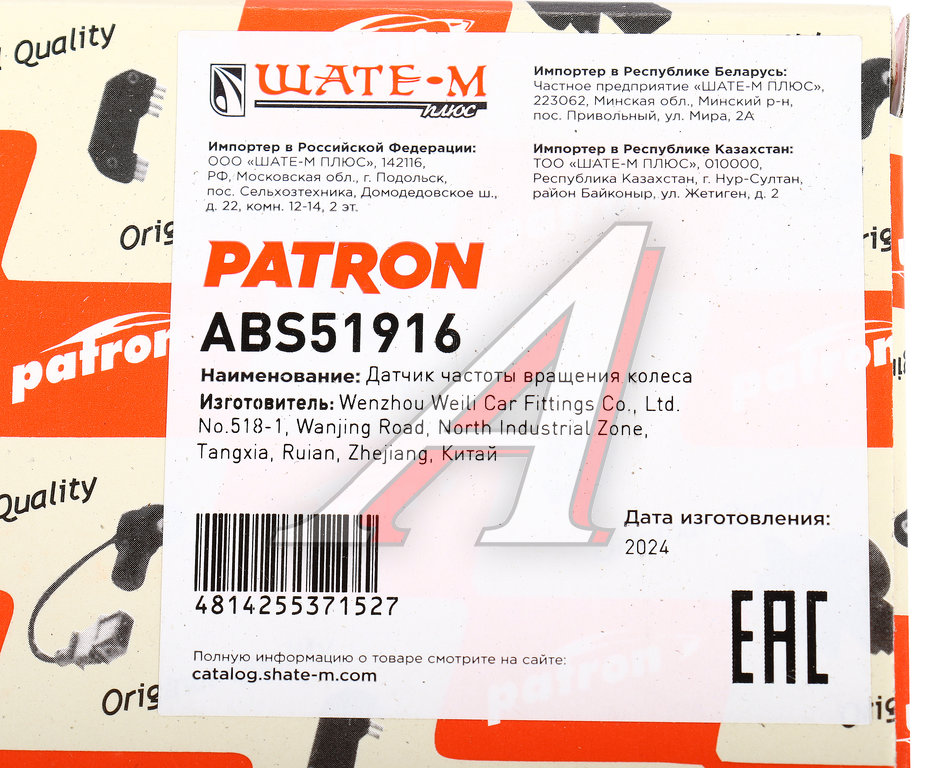 Quality
ШАТЕ-М
плюс
Импортер в Российской Федерации:
ООО «ШАТЕ-М ПЛЮС», 142116,
РФ, Московская обл., г. Подольск,
пос. Сельхозтехника, Домодедовское ш.,
д. 22, комн. 12-14, 2 эт.
Импортер в Республике Беларусь:
Частное предприятие «ШАТЕ-М ПЛЮС»,
223062, Минская обл., Минский р-н,
пос. Привольный, ул. Мира, 2А
Импортер в Республике Казахстан:
ТОО «ШАТЕ-М ПЛЮС», 010000,
Республика Казахстан, г. Нур-Султан,
район Байконыр, ул. Жетиген, д. 2
Orig
rig
PATRON
ABS51916
patron
patron
Наименование: Датчик частоты вращения колеса
Изготовитель: Wenzhou Weili Car Fittings Co., Ltd.
No.518-1, Wanjing Road, North Industrial Zone,
Tangxia, Ruian, Zhejiang, Китай
Quality
Дата изготовления:
2024
4814255371527
EAC
Полную информацию о товаре смотрите на сайте:
catalog.shate-m.com
patron
Orig
rig